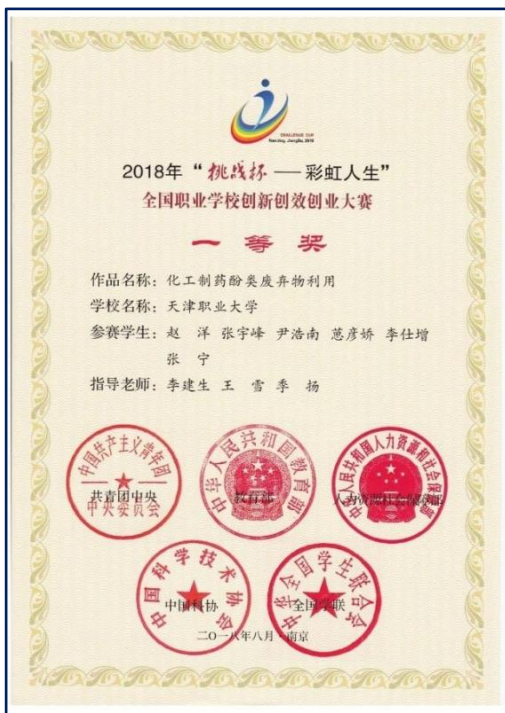 CHALLENGE CUP
Nanjing, Jiangsu, 2018
2018年“挑战杯——彩虹人生”
全国职业学校创新创效创业大赛
一等奖
作品名称：化工制药酚类废弃物利用
学校名称：天津职业大学
参赛学生：赵 洋 张宇峰 尹浩南 葸彦娇 李仕增
张 宁
指导老师：李建生 王 雪 季 扬
中国共产主义青年团
共青团中央
中央委员会
中华人民共和国教育部
教育部
中华人民共和国人力资源和社会保障部
人力资源社会保障部
中国科学技术协会
中国科协
中华全国学生联合会
全国学联
二〇一八年八月·南京